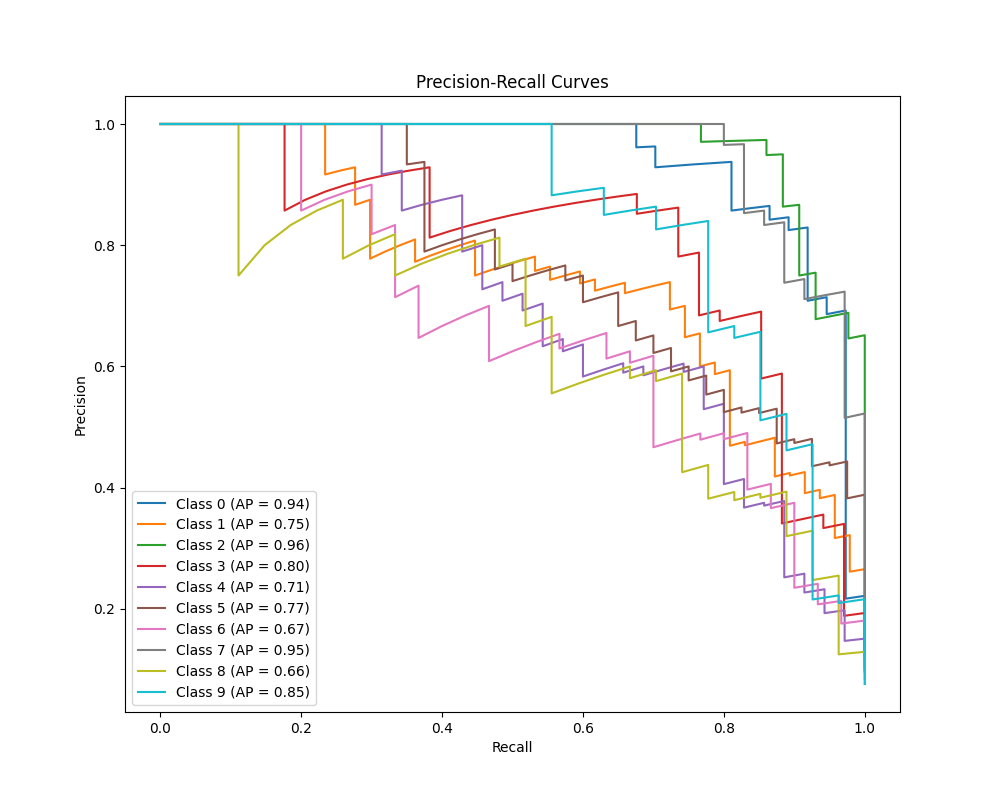 Precision-Recall Curves
1.0
0.8
0.6
0.4
0.2
Precision
Class 0 (AP = 0.94)
Class 1 (AP = 0.75)
Class 2 (AP = 0.96)
Class 3 (AP = 0.80)
Class 4 (AP = 0.71)
Class 5 (AP = 0.77)
Class 6 (AP = 0.67)
Class 7 (AP = 0.95)
Class 8 (AP = 0.66)
Class 9 (AP = 0.85)
0.0 0.2 0.4 0.6 0.8 1.0
Recall